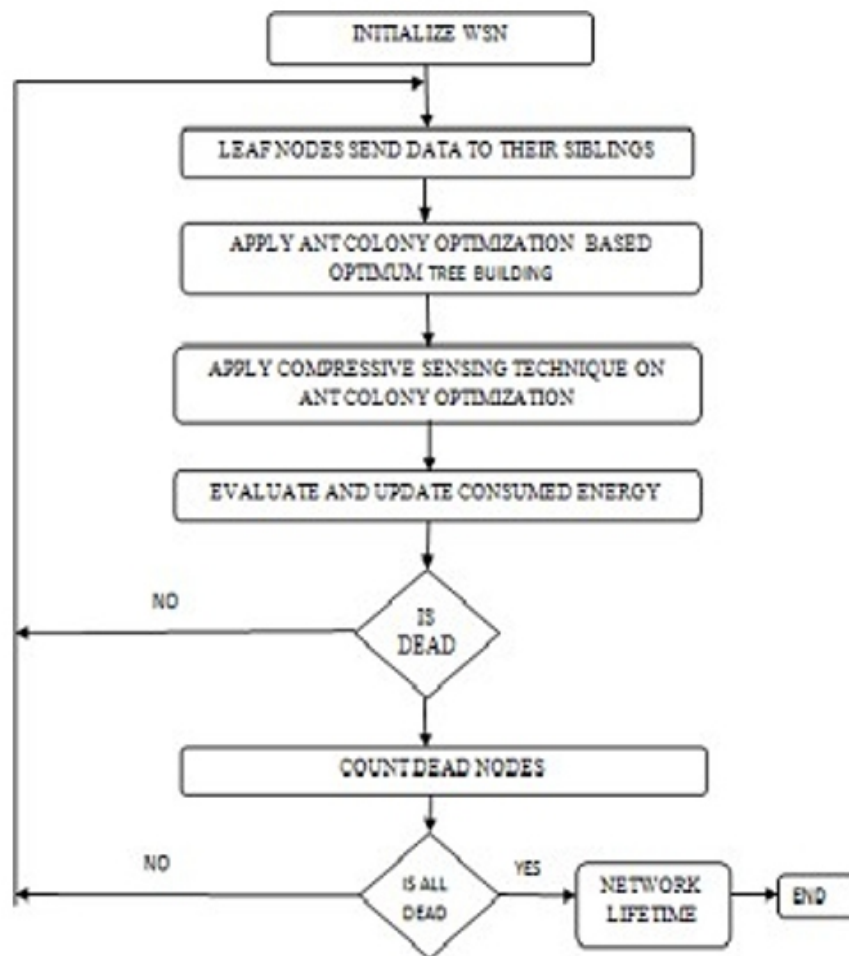 INITIALIZE WSN
LEAF NODES SEND DATA TO THEIR SIBLINGS
APPLY ANT COLONY OPTIMIZATION BASED
OPTIMUM TREE BUILDING
APPLY COMPRESSIVE SENSING TECHNIQUE ON
ANT COLONY OPTIMIZATION
EVALUATE AND UPDATE CONSUMED ENERGY
NO
IS
DEAD
COUNT DEAD NODES
NO
IS ALL
DEAD
YES
NETWORK
LIFETIME
END